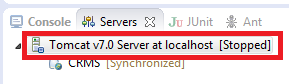 Console Servers JUnit Ant
Tomcat v7.0 Server at localhost [Stopped]
CRMS [Synchronized]